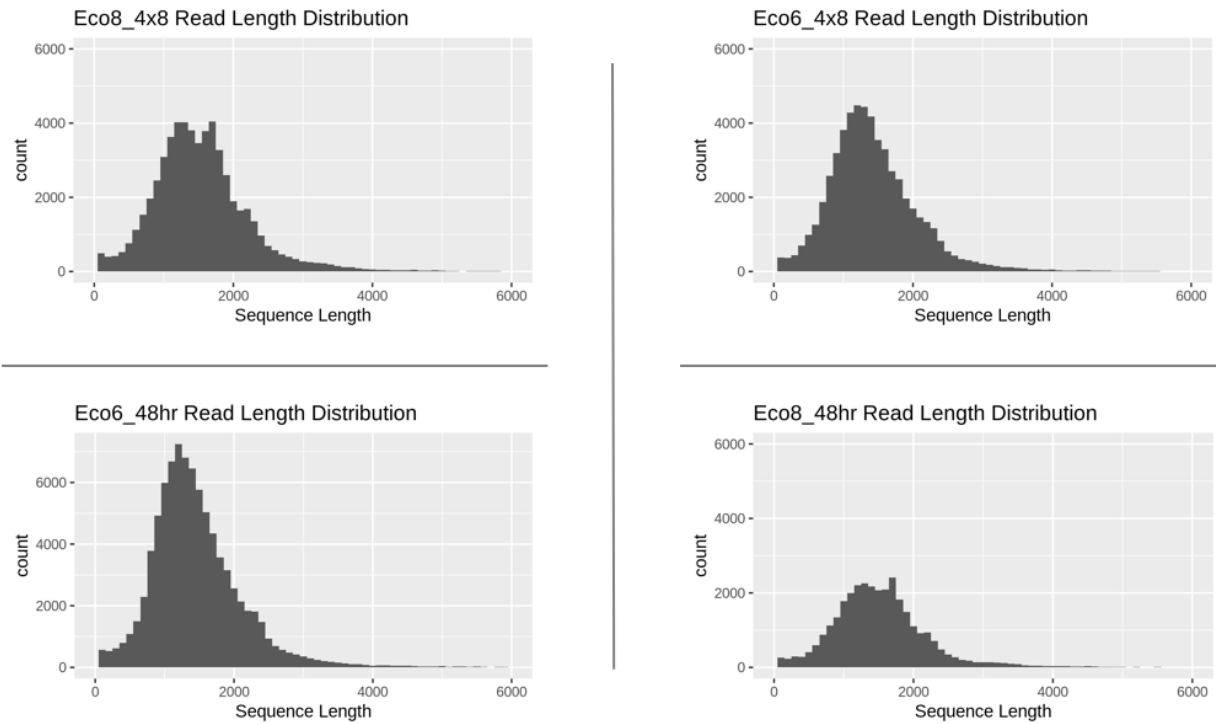 Eco8_4x8 Read Length Distribution
6000
4000
2000
0
count
0 2000 4000 6000
Sequence Length
Eco6_4x8 Read Length Distribution
6000
4000
2000
0
count
0 2000 4000 6000
Sequence Length
Eco6_48hr Read Length Distribution
6000
4000
2000
0
count
0 2000 4000 6000
Sequence Length
Eco8_48hr Read Length Distribution
6000
4000
2000
0
count
0 2000 4000 6000
Sequence Length